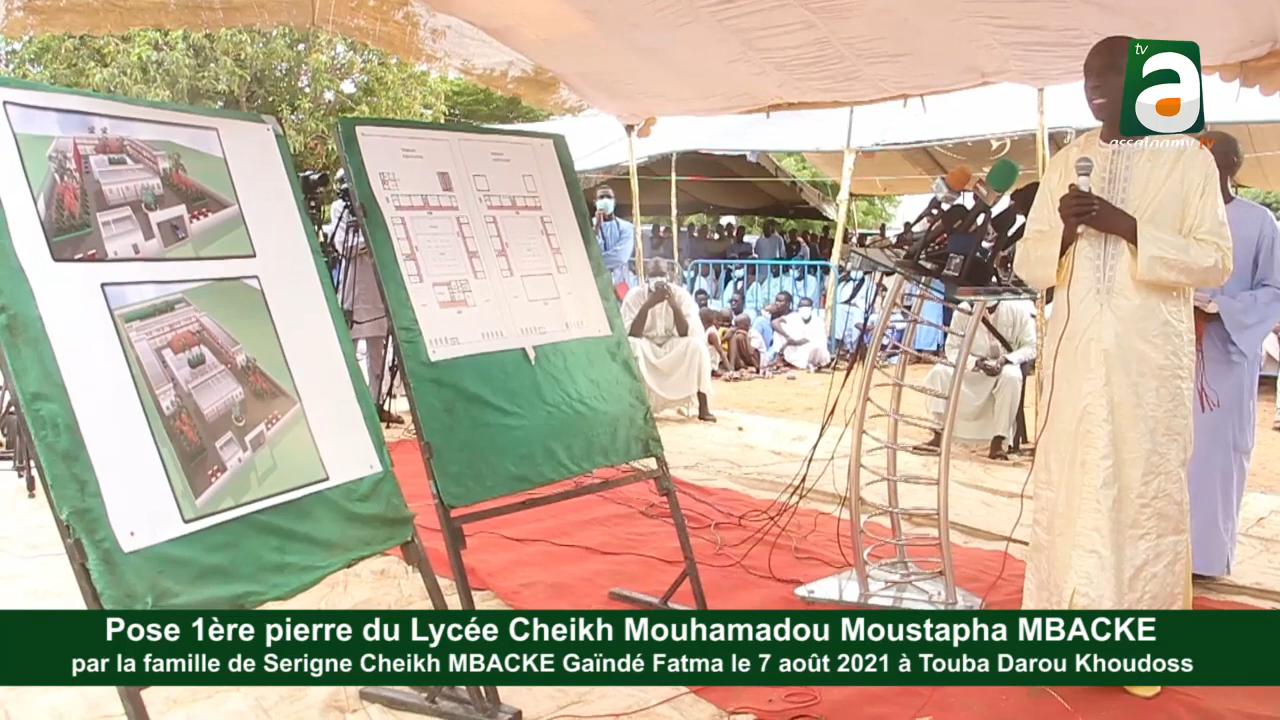 tv
a
assalaamy tv
Pose 1ère pierre du Lycée Cheikh Mouhamadou Moustapha MBACKE
par la famille de Serigne Cheikh MBACKE Gaïndé Fatma le 7 août 2021 à Touba Darou Khoudoss